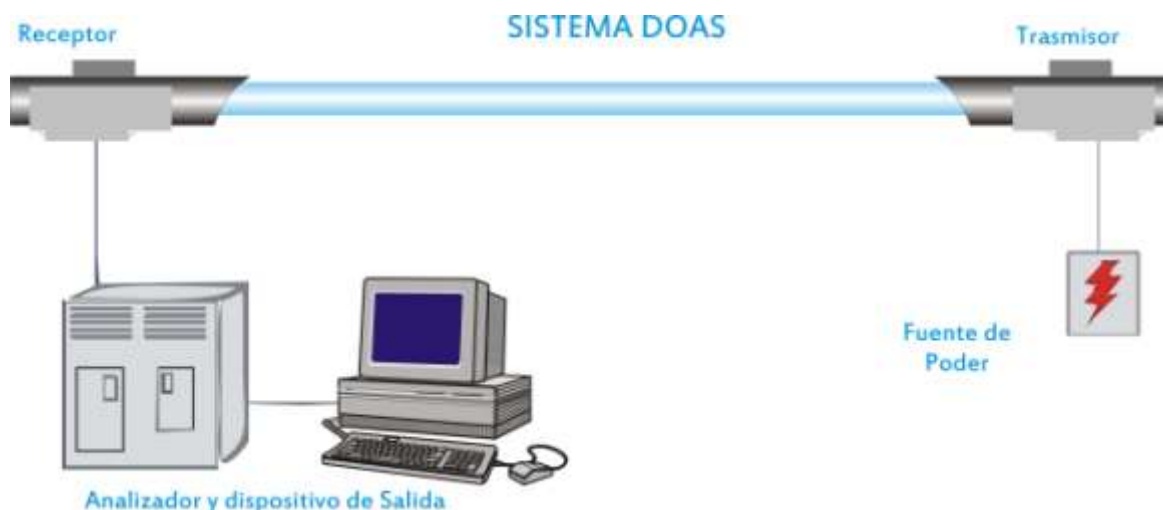 SISTEMA DOAS
Receptor
Trasmisor
Fuente de
Poder
Analizador y dispositivo de Salida